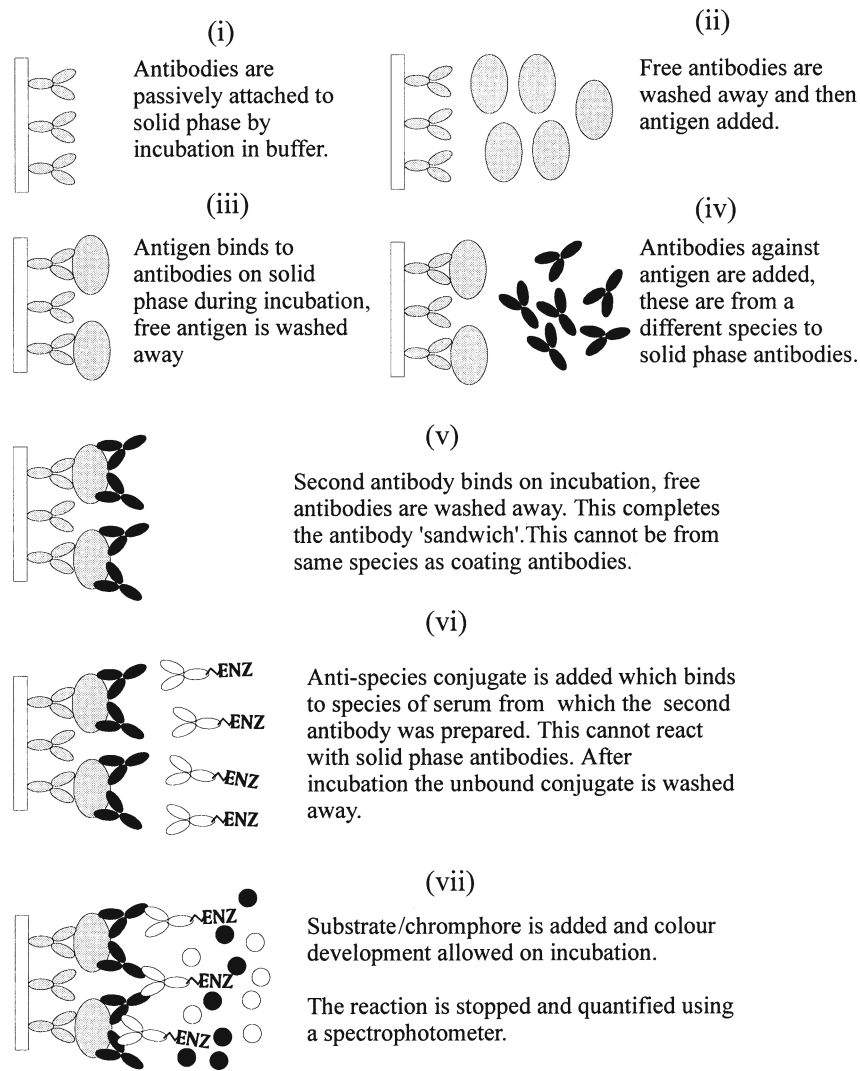 (i)
Antibodies are
passively attached to
solid phase by
incubation in buffer.
(ii)
Free antibodies are
washed away and then
antigen added.
(iii)
Antigen binds to
antibodies on solid
phase during incubation,
free antigen is washed
away
(iv)
Antibodies against
antigen are added,
these are from a
different species to
solid phase antibodies.
(v)
Second antibody binds on incubation, free
antibodies are washed away. This completes
the antibody 'sandwich'.This cannot be from
same species as coating antibodies.
(vi)
ENZ
ENZ
ENZ
ENZ
Anti-species conjugate is added which binds
to species of serum from which the second
antibody was prepared. This cannot react
with solid phase antibodies. After
incubation the unbound conjugate is washed
away.
(vii)
ENZ
ENZ
ENZ
Substrate/chromphore is added and colour
development allowed on incubation.
The reaction is stopped and quantified using
a spectrophotometer.